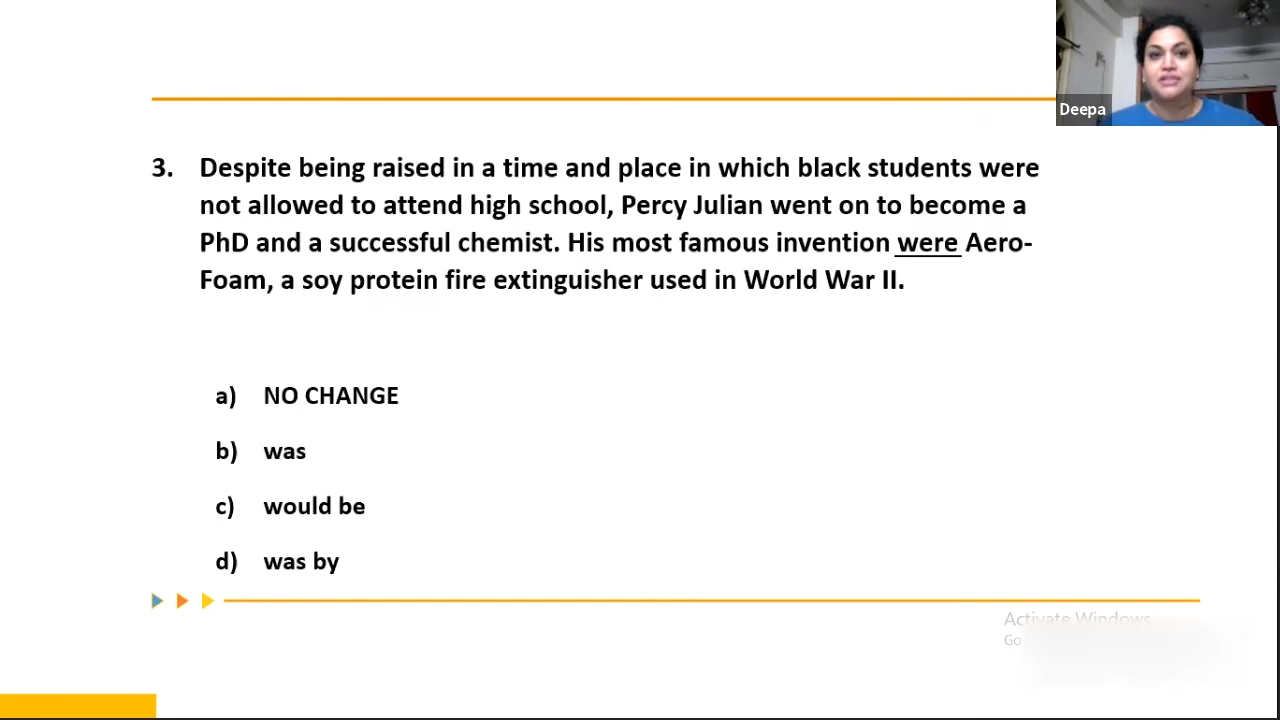 Deepa
3. Despite being raised in a time and place in which black students were
not allowed to attend high school, Percy Julian went on to become a
PhD and a successful chemist. His most famous invention were Aero-
Foam, a soy protein fire extinguisher used in World War II.
a) NO CHANGE
b) was
c) would be
d) was by
Activate Windows
Go